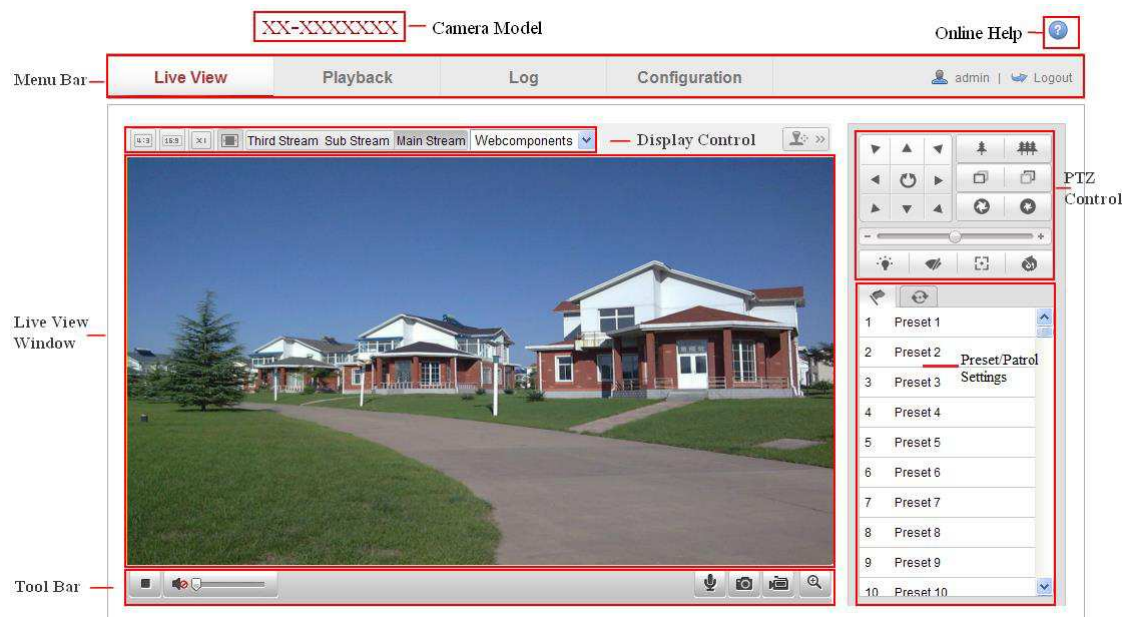 XX-XXXXXXX
Camera Model
Online Help
?
Menu Bar
Live View
Playback
Log
Configuration
admin | Logout
4:3
16:9
X1
Third Stream Sub Stream Main Stream Webcomponents
Display Control
PTZ
Control
- +
Live View
Window
1 Preset 1
2 Preset 2
3 Preset 3
4 Preset 4
5 Preset 5
6 Preset 6
7 Preset 7
8 Preset 8
9 Preset 9
10 Preset 10
Preset/Patrol
Settings
Tool Bar